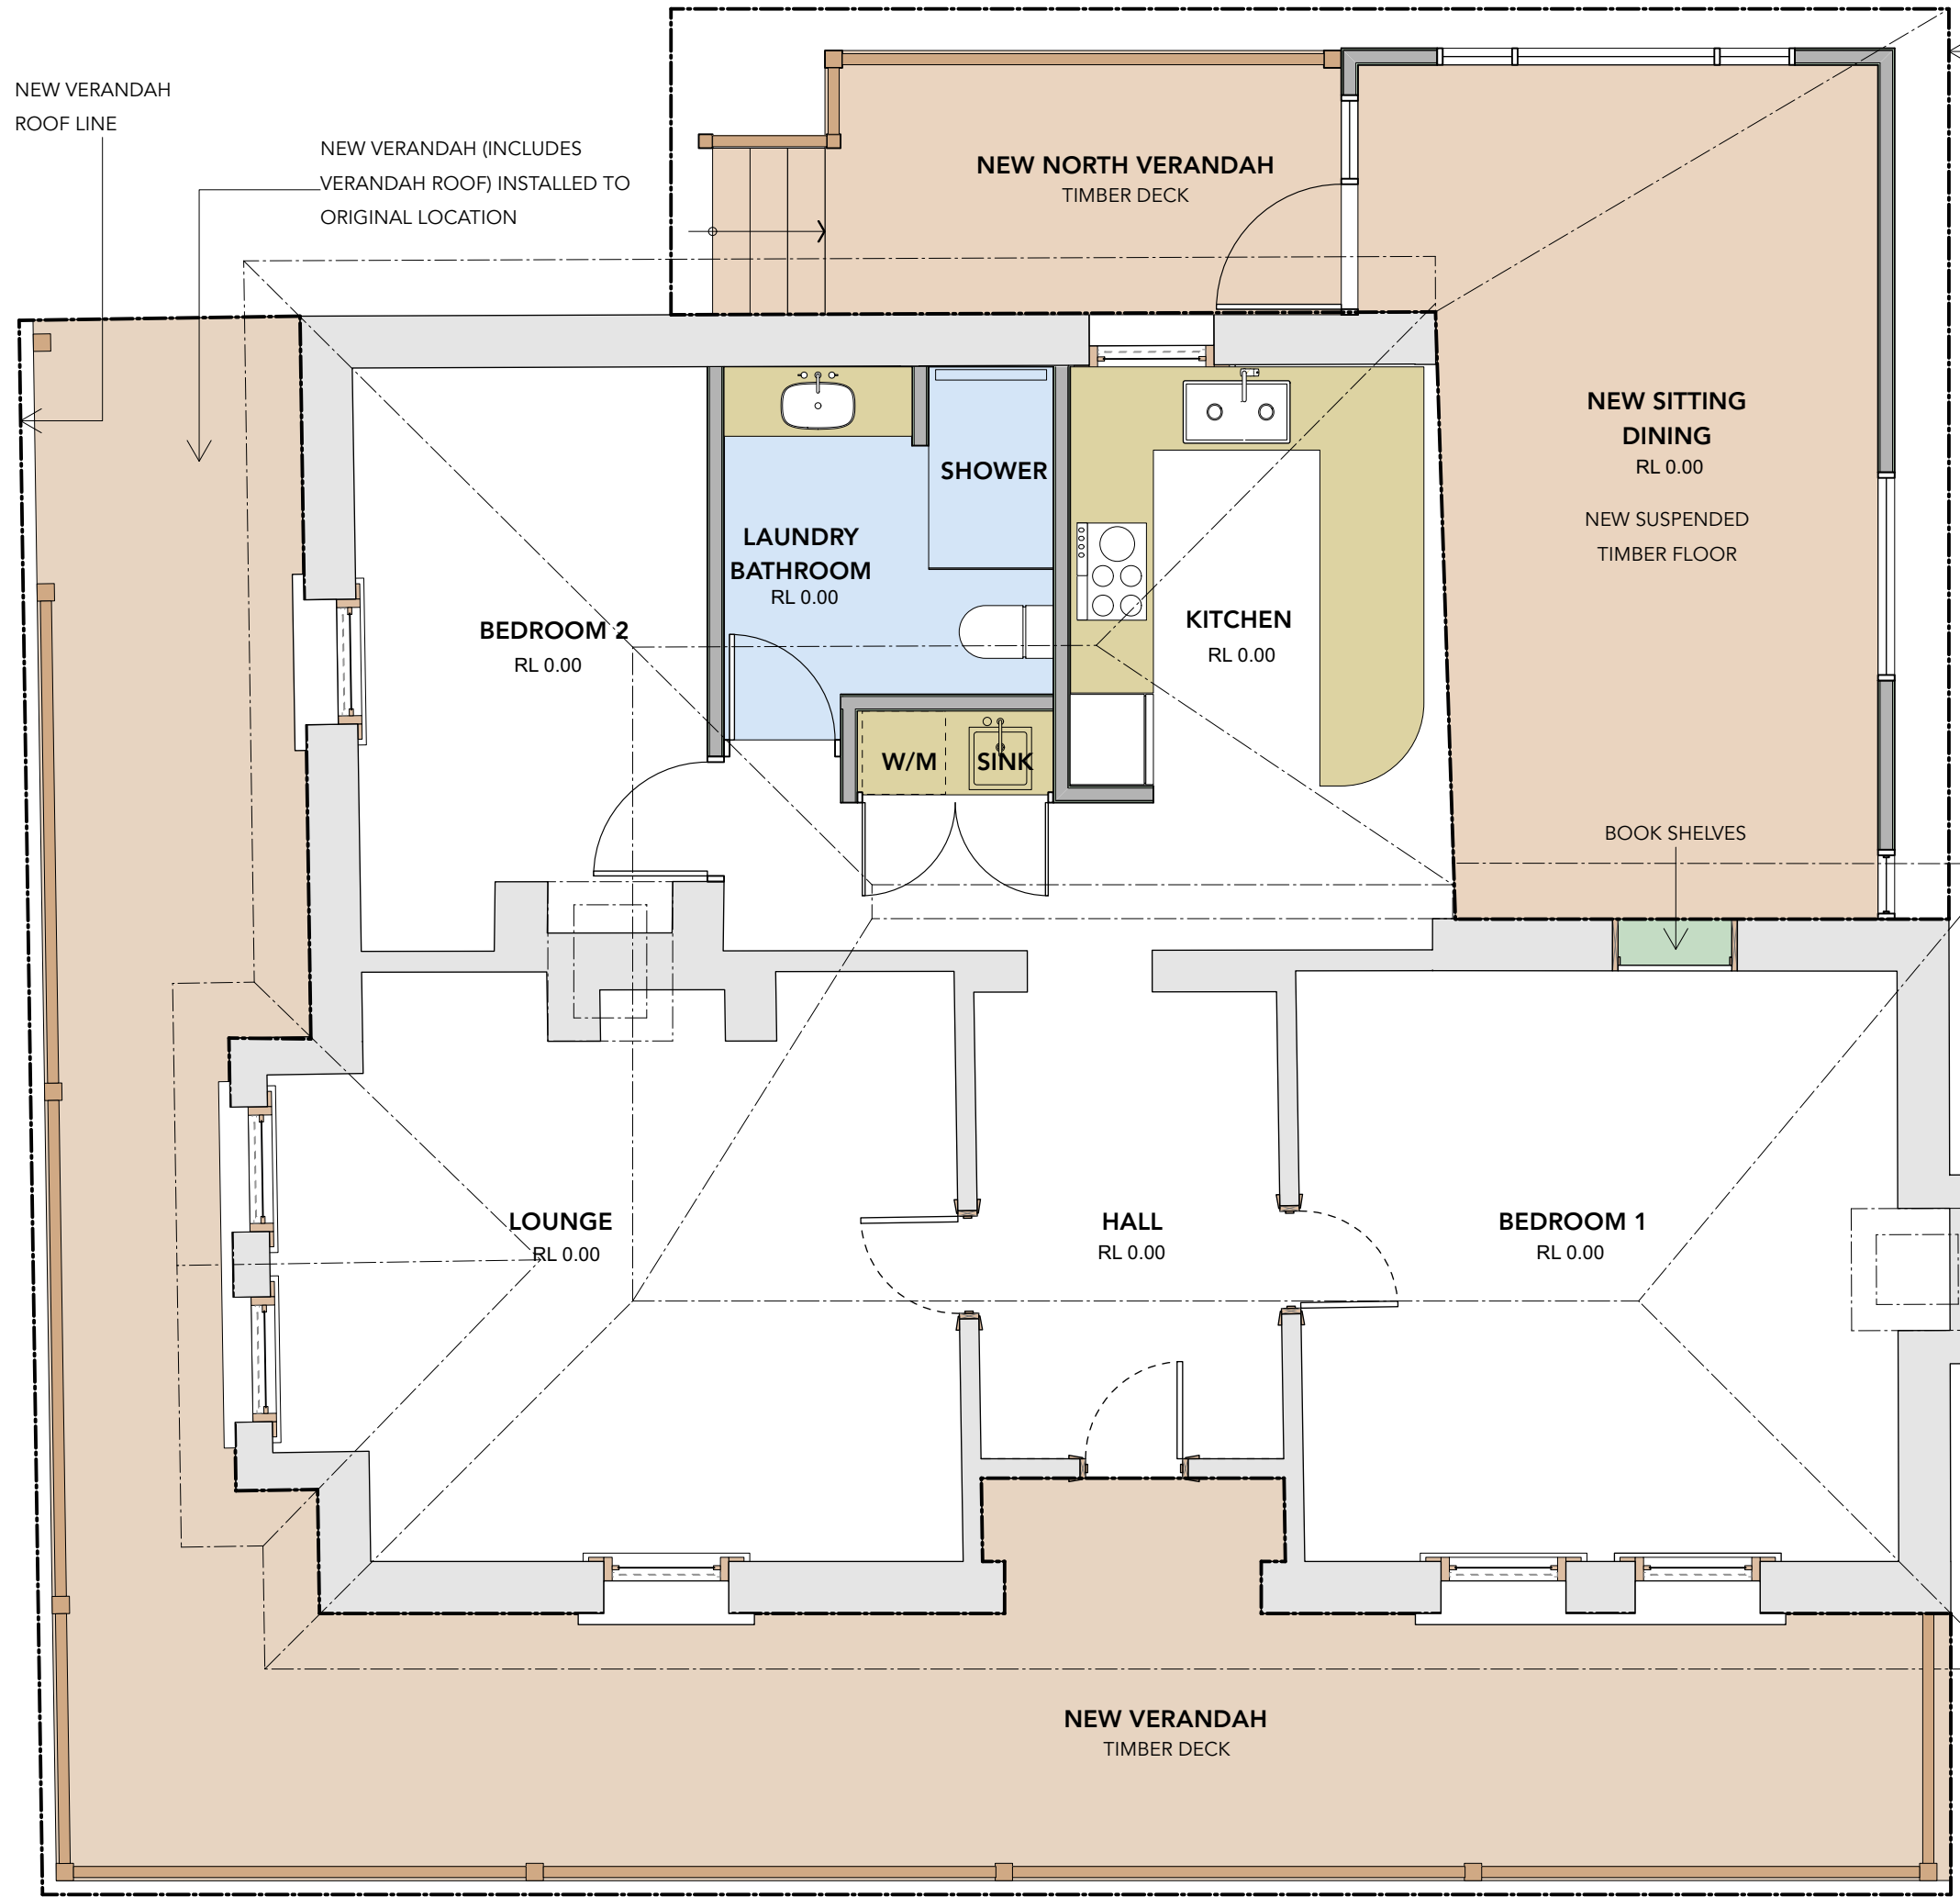 NEW VERANDAH
ROOF LINE
NEW VERANDAH (INCLUDES
VERANDAH ROOF) INSTALLED TO
ORIGINAL LOCATION
NEW NORTH VERANDAH
TIMBER DECK
NEW SITTING
DINING
RL 0.00
NEW SUSPENDED
TIMBER FLOOR
SHOWER
LAUNDRY
BATHROOM
RL 0.00
KITCHEN
RL 0.00
BEDROOM 2
RL 0.00
W/M
SINK
BOOK SHELVES
LOUNGE
RL 0.00
HALL
RL 0.00
BEDROOM 1
RL 0.00
NEW VERANDAH
TIMBER DECK